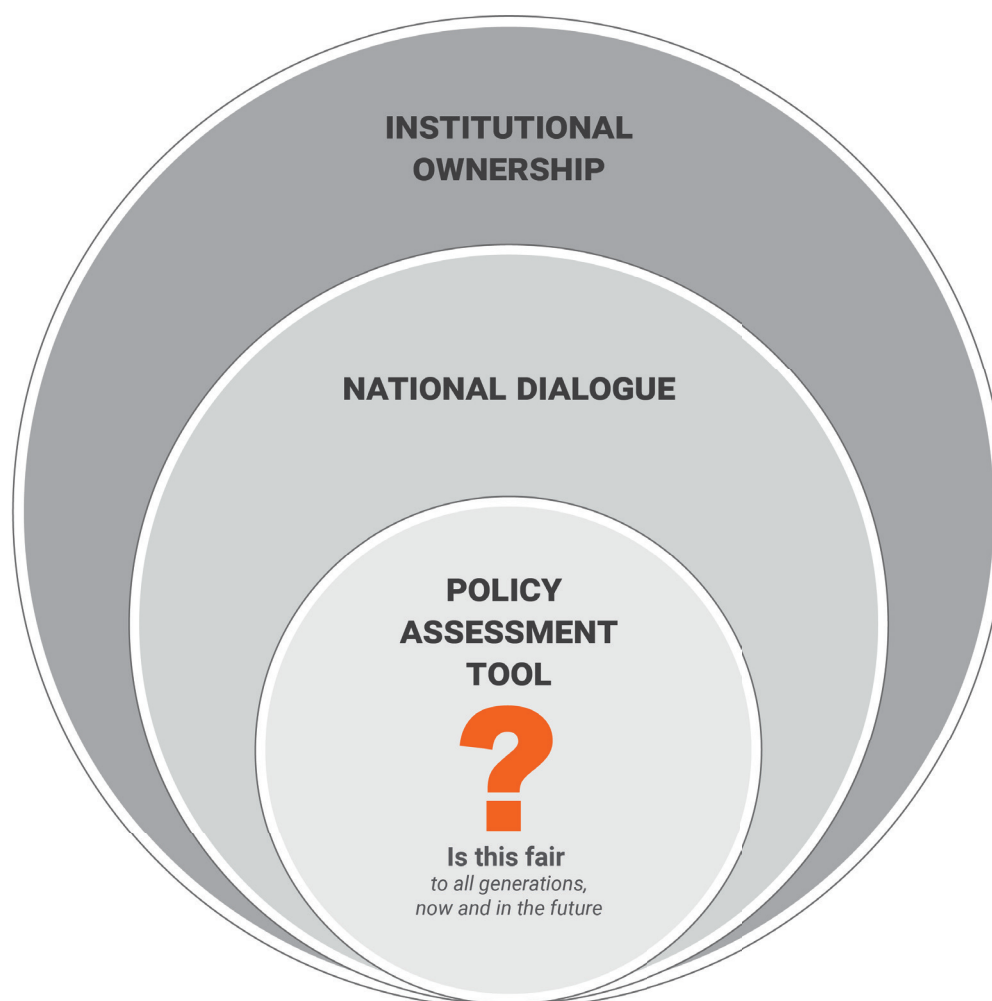 INSTITUTIONAL
OWNERSHIP
NATIONAL DIALOGUE
POLICY
ASSESSMENT
TOOL
?
Is this fair
to all generations,
now and in the future